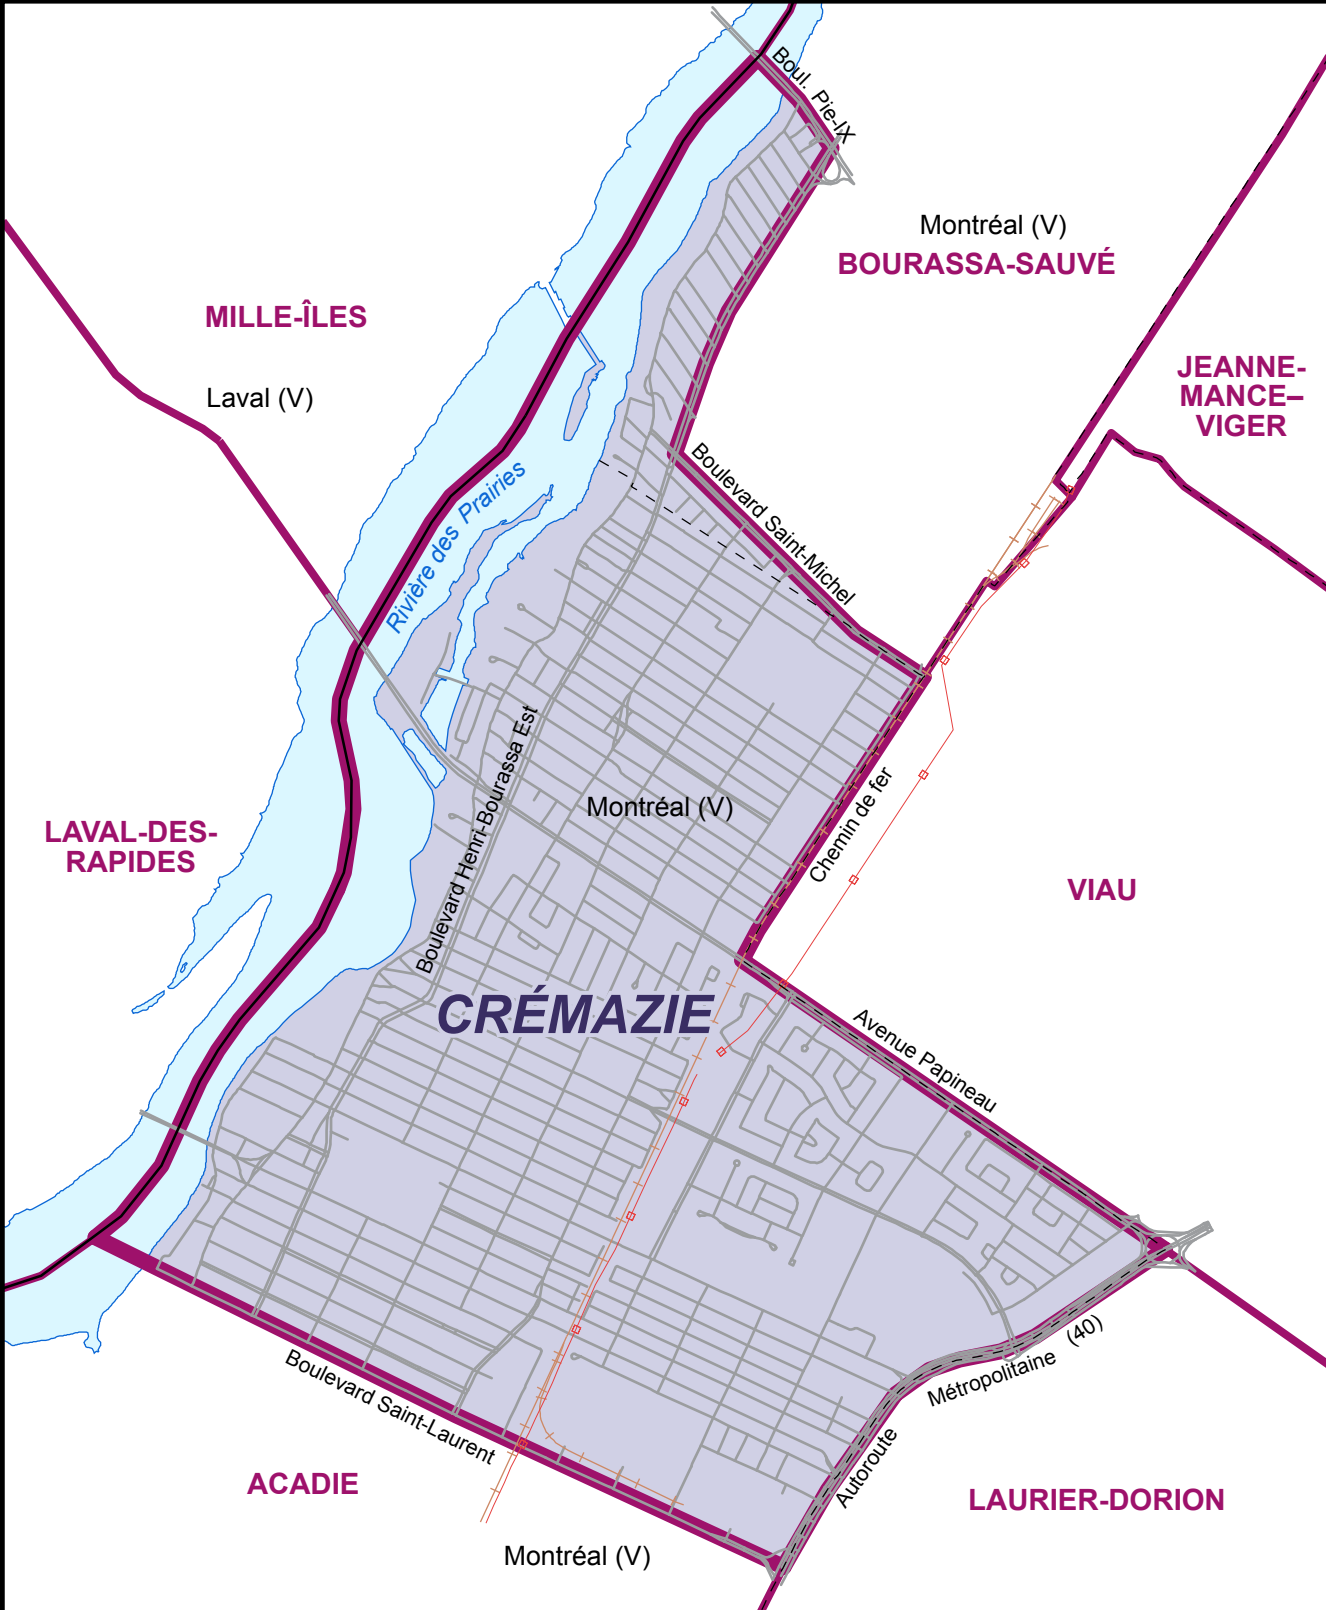 Boul. Pie-IX
Montréal (V)
BOURASSA-SAUVÉ
MILLE-ÎLES
JEANNE-
MANCE–
VIGER
Laval (V)
Rivière des Prairies
Boulevard Saint-Michel
Boulevard Henri-Bourassa Est
Montréal (V)
Chemin de fer
LAVAL-DES-
RAPIDES
VIAU
CRÉMAZIE
Avenue Papineau
Boulevard Saint-Laurent
Autoroute
Métropolitaine
(40)
ACADIE
LAURIER-DORION
Montréal (V)